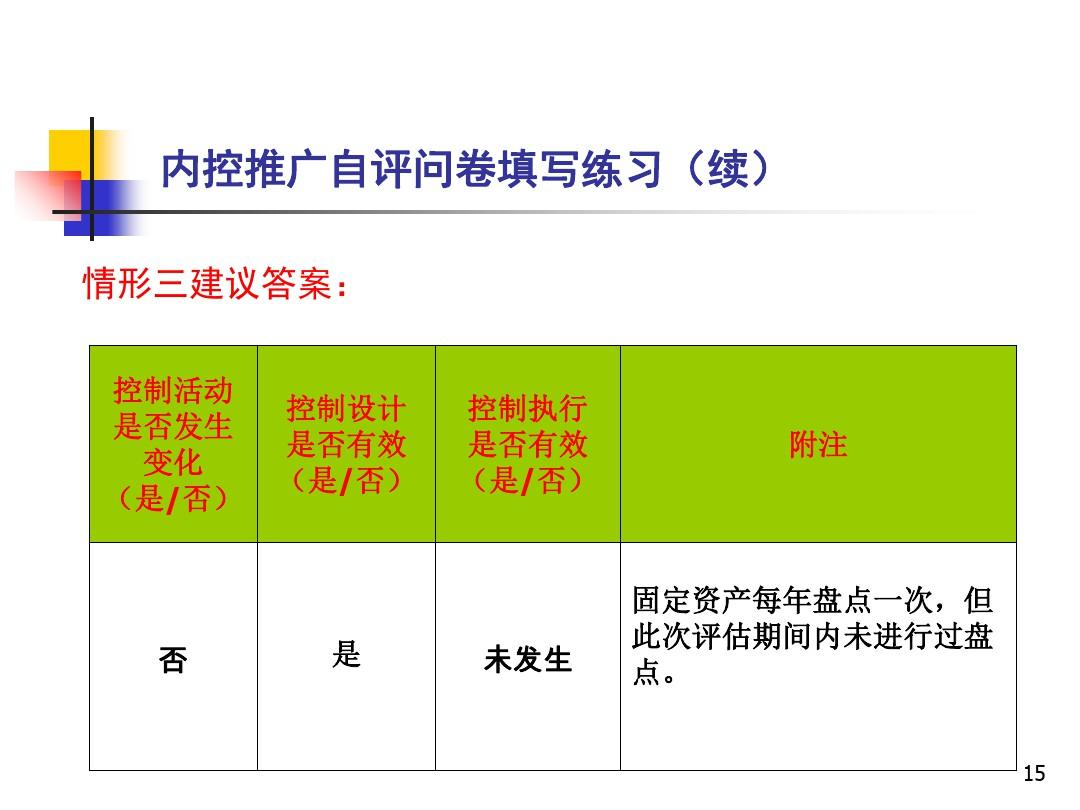 内控推广自评问卷填写练习（续）
情形三建议答案：
控制活动
是否发生
变化
（是/否）
控制设计
是否有效
（是/否）
控制执行
是否有效
（是/否）
附注
否
是
未发生
固定资产每年盘点一次，但
此次评估期间内未进行过盘
点。
15